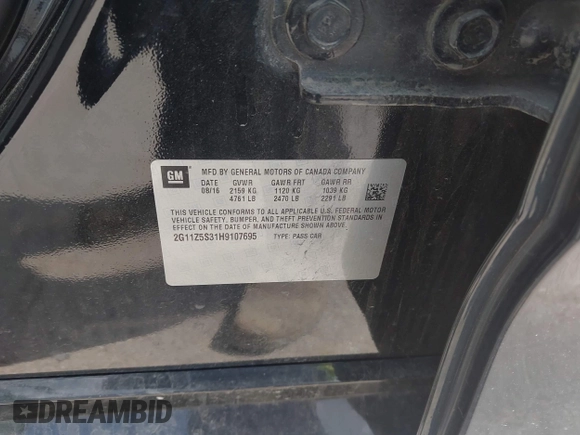 GM
MFD BY GENERAL MOTORS OF CANADA COMPANY
DATE GVWR GAWR FRT GAWR RR
08/16 2159 KG 1120 KG 1039 KG
4761 LB 2470 LB 2291 LB
THIS VEHICLE CONFORMS TO ALL APPLICABLE U.S. FEDERAL MOTOR
VEHICLE SAFETY, BUMPER, AND THEFT PREVENTION STANDARDS IN
EFFECT ON THE DATE OF MANUFACTURE SHOWN ABOVE.
2G11Z5S31H9107695 TYPE: PASS CAR
DREAMBID